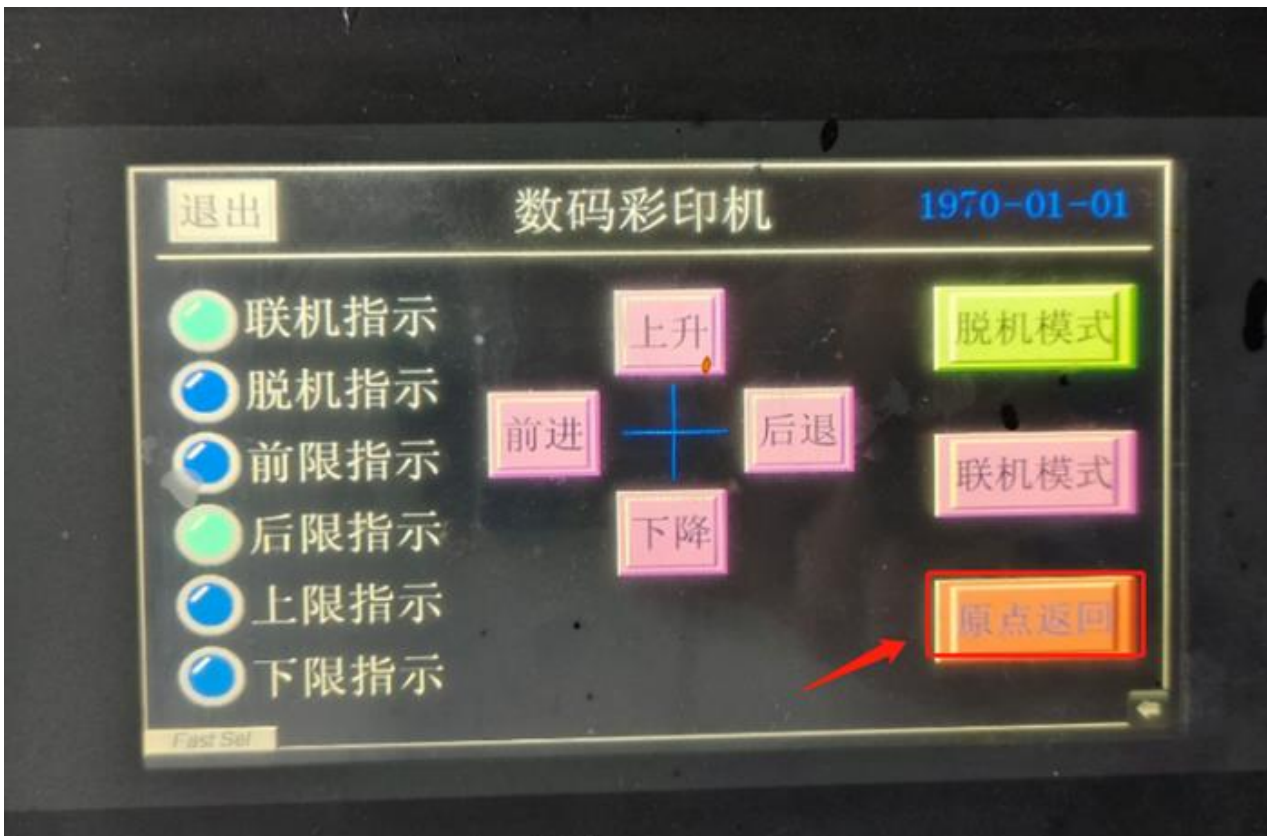 退出 数码彩印机 1970-01-01
联机指示 上升 脱机模式
脱机指示
前进 后退
前限指示 联机模式
后限指示 下降
上限指示 原点返回
下限指示
Fast Sel